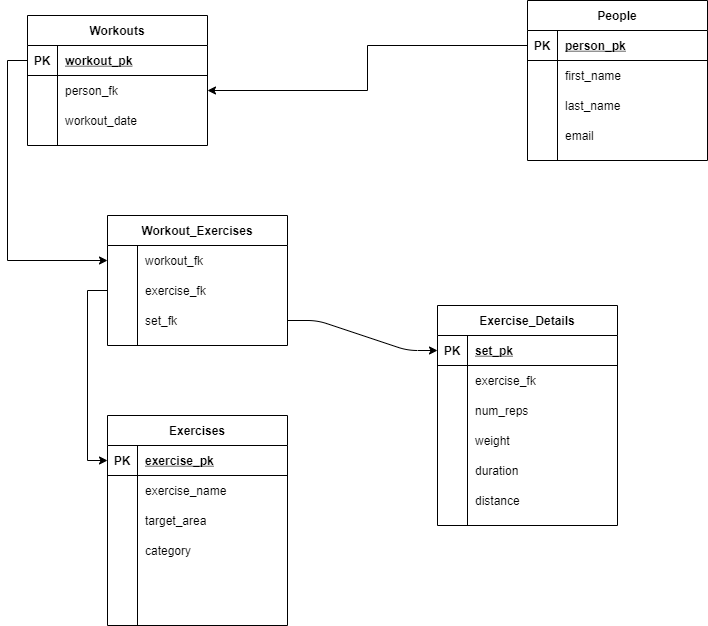 Workouts
PK workout_pk
person_fk
workout_date
People
PK person_pk
first_name
last_name
email
Workout_Exercises
workout_fk
exercise_fk
set_fk
Exercise_Details
PK set_pk
exercise_fk
num_reps
weight
duration
distance
Exercises
PK exercise_pk
exercise_name
target_area
category